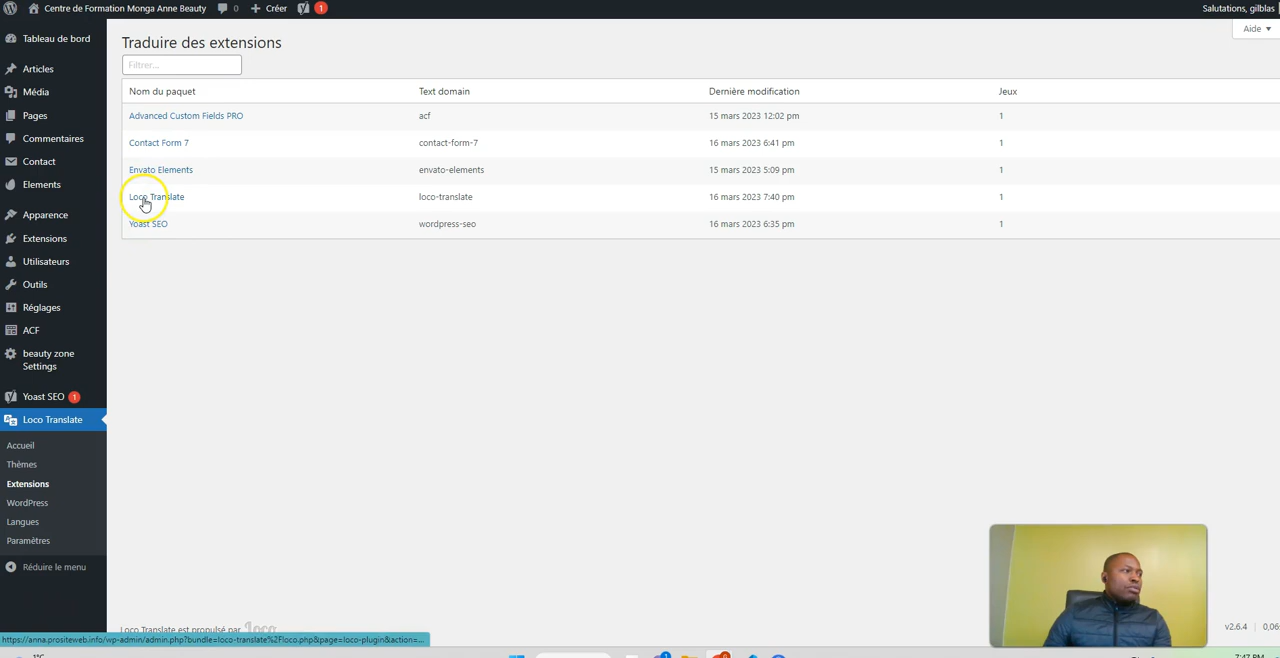 Centre de Formation Monga Anne Beauty 0 Créer 1 Salutations, gilblas
Aide
Tableau de bord
Articles
Média
Pages
Commentaires
Contact
Elements
Apparence
Extensions
Utilisateurs
Outils
Réglages
ACF
beauty zone
Settings
Yoast SEO 1
Loco Translate
Accueil
Thèmes
Extensions
WordPress
Langues
Paramètres
Réduire le menu
Traduire des extensions
Filtrer...
Nom du paquet Text domain Dernière modification Jeux
Advanced Custom Fields PRO acf 15 mars 2023 12:02 pm 1
Contact Form 7 contact-form-7 16 mars 2023 6:41 pm 1
Envato Elements envato-elements 15 mars 2023 5:09 pm 1
Loco Translate loco-translate 16 mars 2023 7:40 pm 1
Yoast SEO wordpress-seo 16 mars 2023 6:35 pm 1
Loco Translate est propulsé par loco
v2.6.4 0,06
https://anna.prositeweb.info/wp-admin/admin.php?bundle=loco-translate%2Floco.php&page=loco-plugin&action=...
1°C
7:47 PM